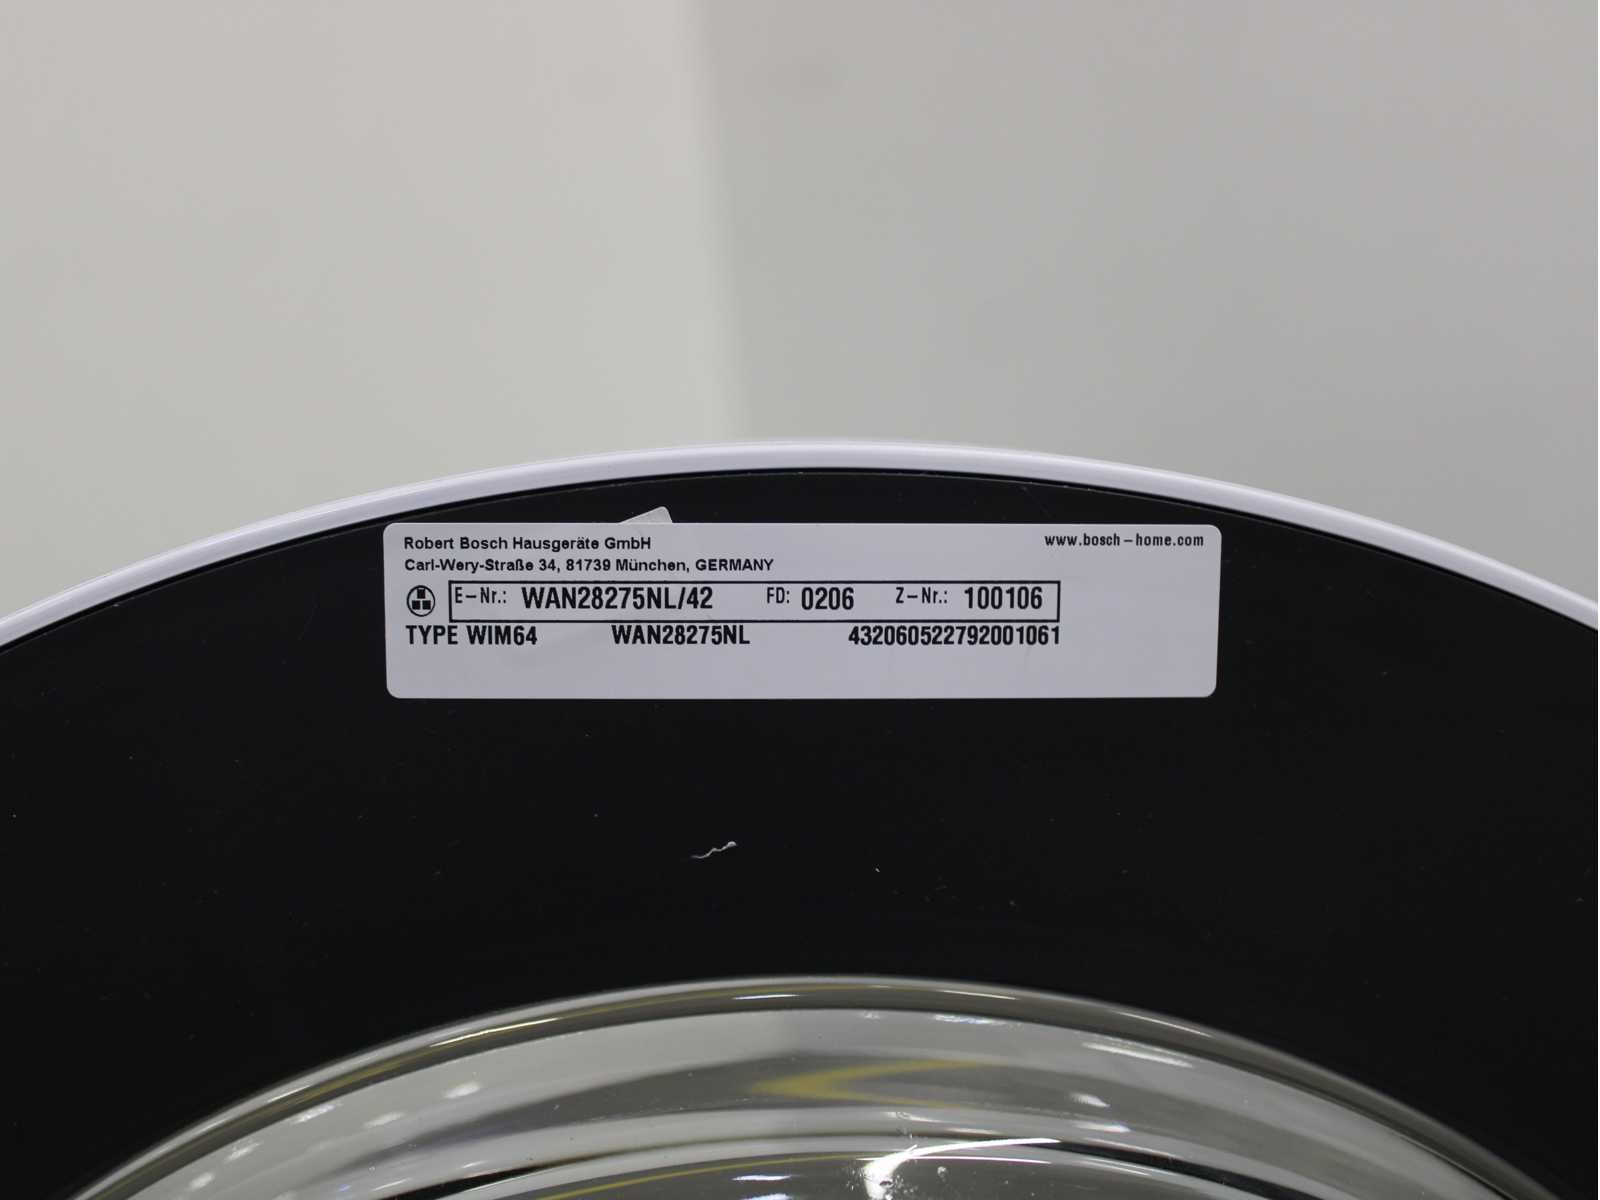 Robert Bosch Hausgeräte GmbH www.bosch-home.com
Carl-Wery-Straße 34, 81739 München, GERMANY
E-Nr.: WAN28275NL/42 FD: 0206 Z-Nr.: 100106
TYPE WIM64 WAN28275NL 432060522792001061